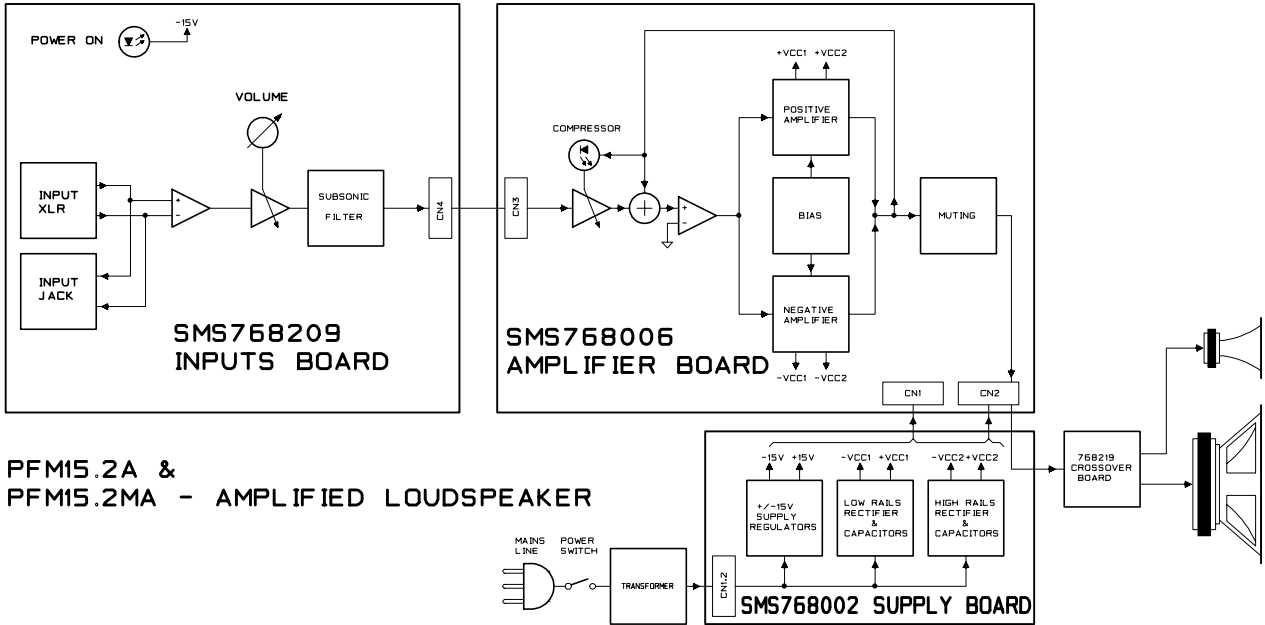 POWER ON
-15V
VOLUME
INPUT
XLR
+
-
SUBSONIC
FILTER
CN4
INPUT
JACK
SMS768209
INPUTS BOARD
CN3
COMPRESSOR
+
-
+VCC1 +VCC2
POSITIVE
AMPLIFIER
BIAS
NEGATIVE
AMPLIFIER
-VCC1 -VCC2
MUTING
SMS768006
AMPLIFIER BOARD
CN1
CN2
PFM15.2A &
PFM15.2MA - AMPLIFIED LOUDSPEAKER
-15V +15V
+/-15V
SUPPLY
REGULATORS
-VCC1 +VCC1
LOW RAILS
RECTIFIER
&
CAPACITORS
-VCC2+VCC2
HIGH RAILS
RECTIFIER
&
CAPACITORS
768219
CROSSOVER
BOARD
MAINS
LINE
POWER
SWITCH
TRANSFORMER
CN1.2
SMS768002 SUPPLY BOARD